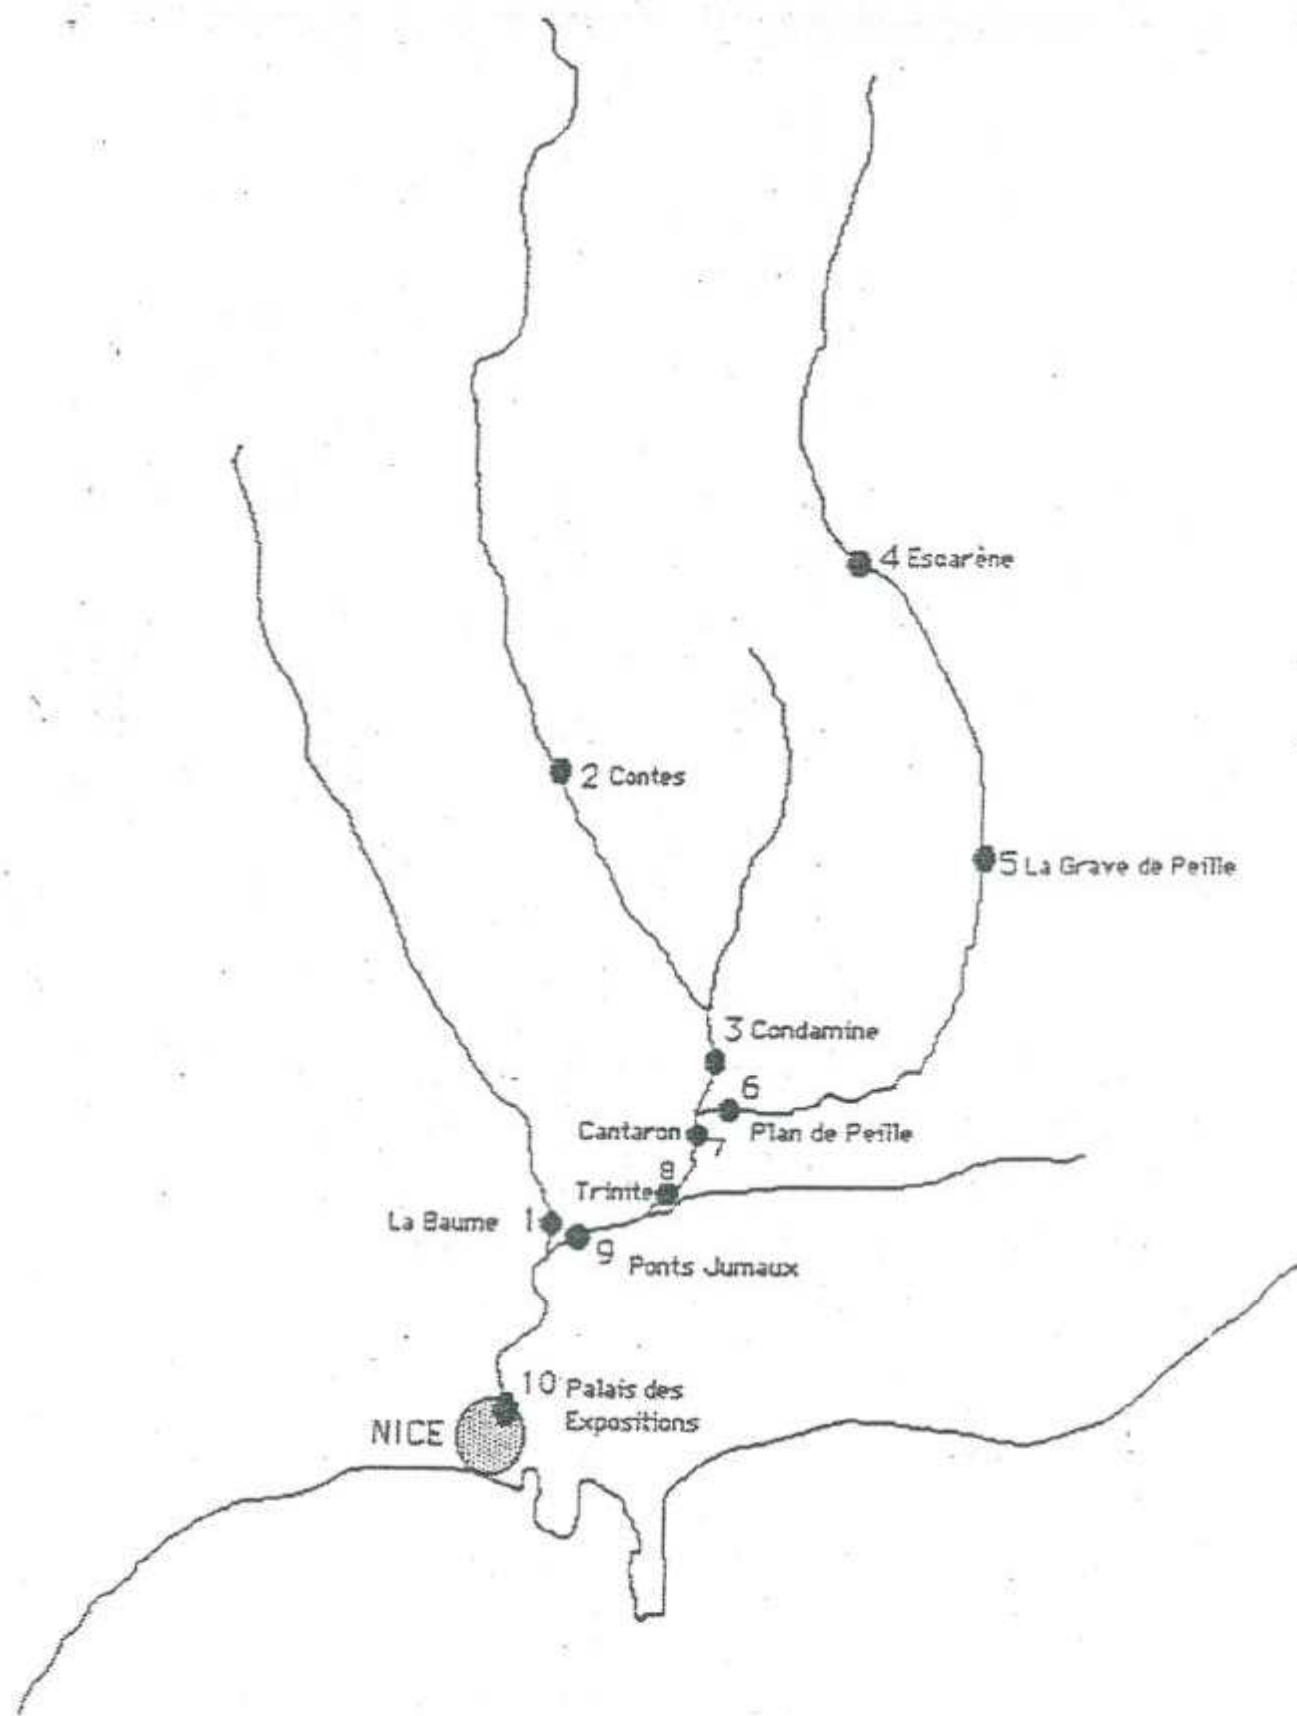 4 Escarène
2 Contes
5 La Grave de Peille
3 Condamine
6
Cantaron
7
Plan de Peille
8
Trinite
La Baume 1
9
Ponts Jumaux
10 Palais des
Expositions
NICE